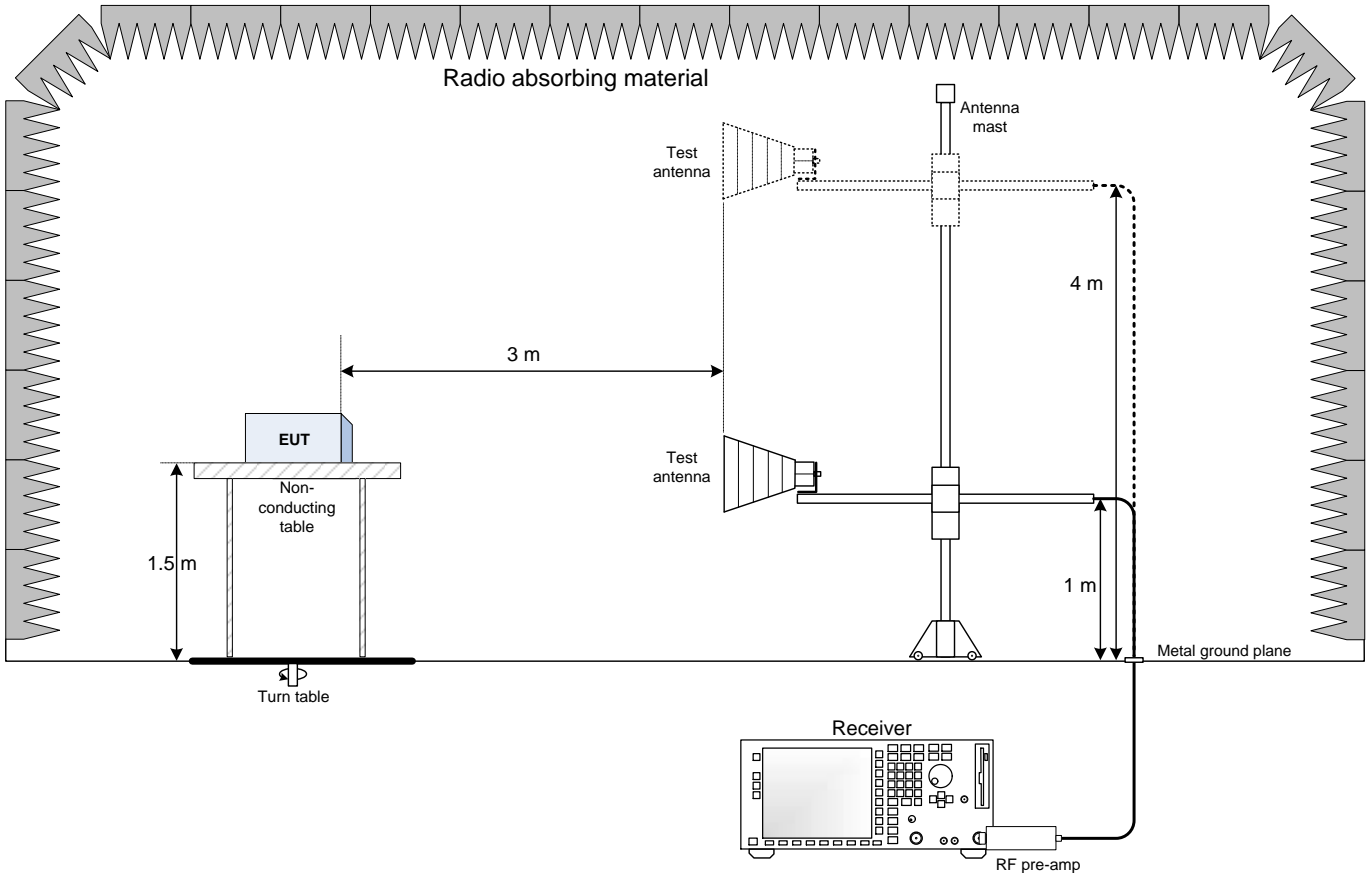 Radio absorbing material
Antenna
mast
Test
antenna
4 m
3 m
EUT
Test
antenna
Non-
conducting
table
1.5 m
1 m
Metal ground plane
Turn table
Receiver
RF pre-amp